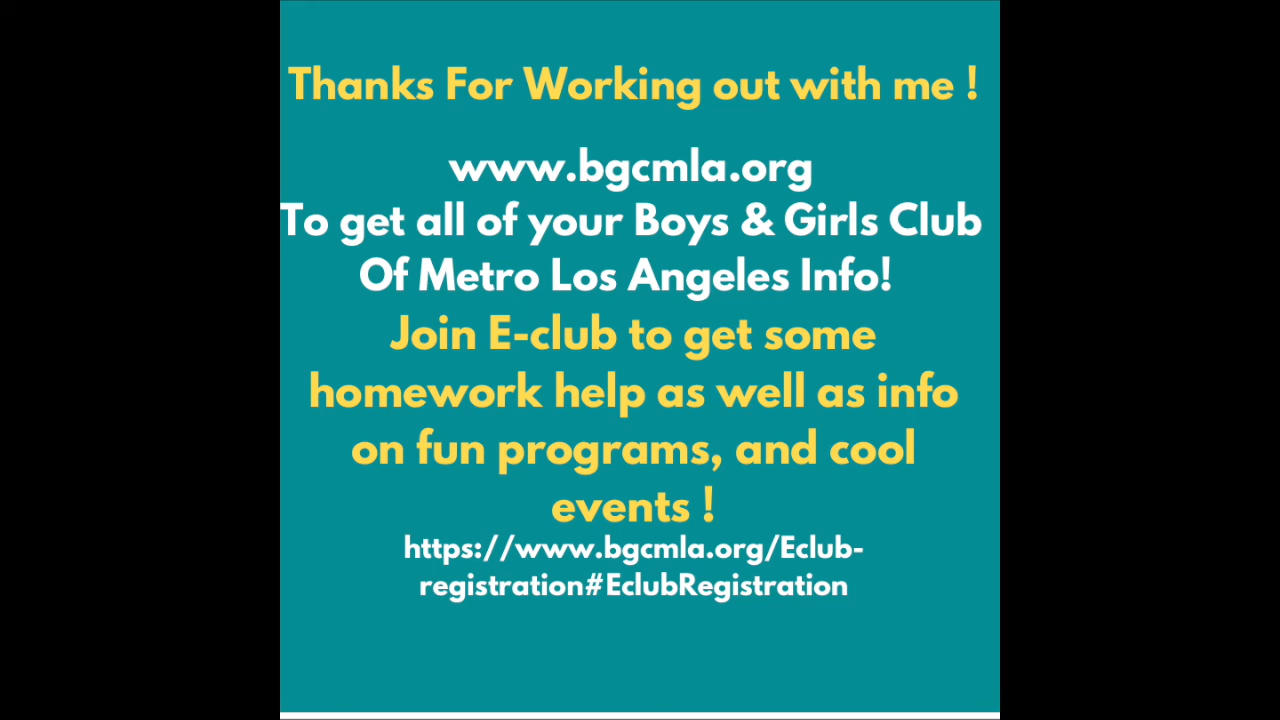 Thanks For Working out with me !
www.bgcmla.org
To get all of your Boys & Girls Club
Of Metro Los Angeles Info!
Join E-club to get some
homework help as well as info
on fun programs, and cool
events !
https://www.bgcmla.org/Eclub-
registration#EclubRegistration